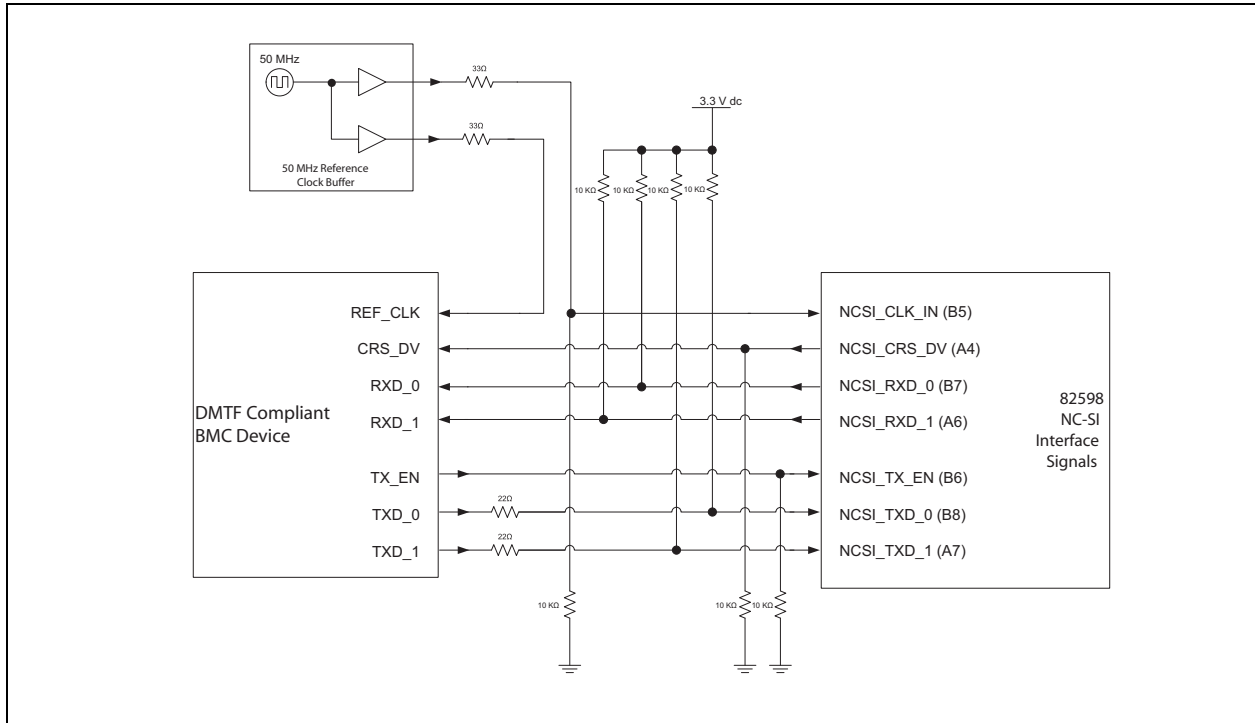 50 MHz
33Ω
33Ω
50 MHz Reference
Clock Buffer
3.3 V dc
10 KΩ
10 KΩ
10 KΩ
10 KΩ
DMTF Compliant
BMC Device
REF_CLK
CRS_DV
RXD_0
RXD_1
TX_EN
TXD_0
TXD_1
22Ω
22Ω
NCSI_CLK_IN (B5)
NCSI_CRS_DV (A4)
NCSI_RXD_0 (B7)
NCSI_RXD_1 (A6)
NCSI_TX_EN (B6)
NCSI_TXD_0 (B8)
NCSI_TXD_1 (A7)
82598
NC-SI
Interface
Signals
10 KΩ
10 KΩ
10 KΩ